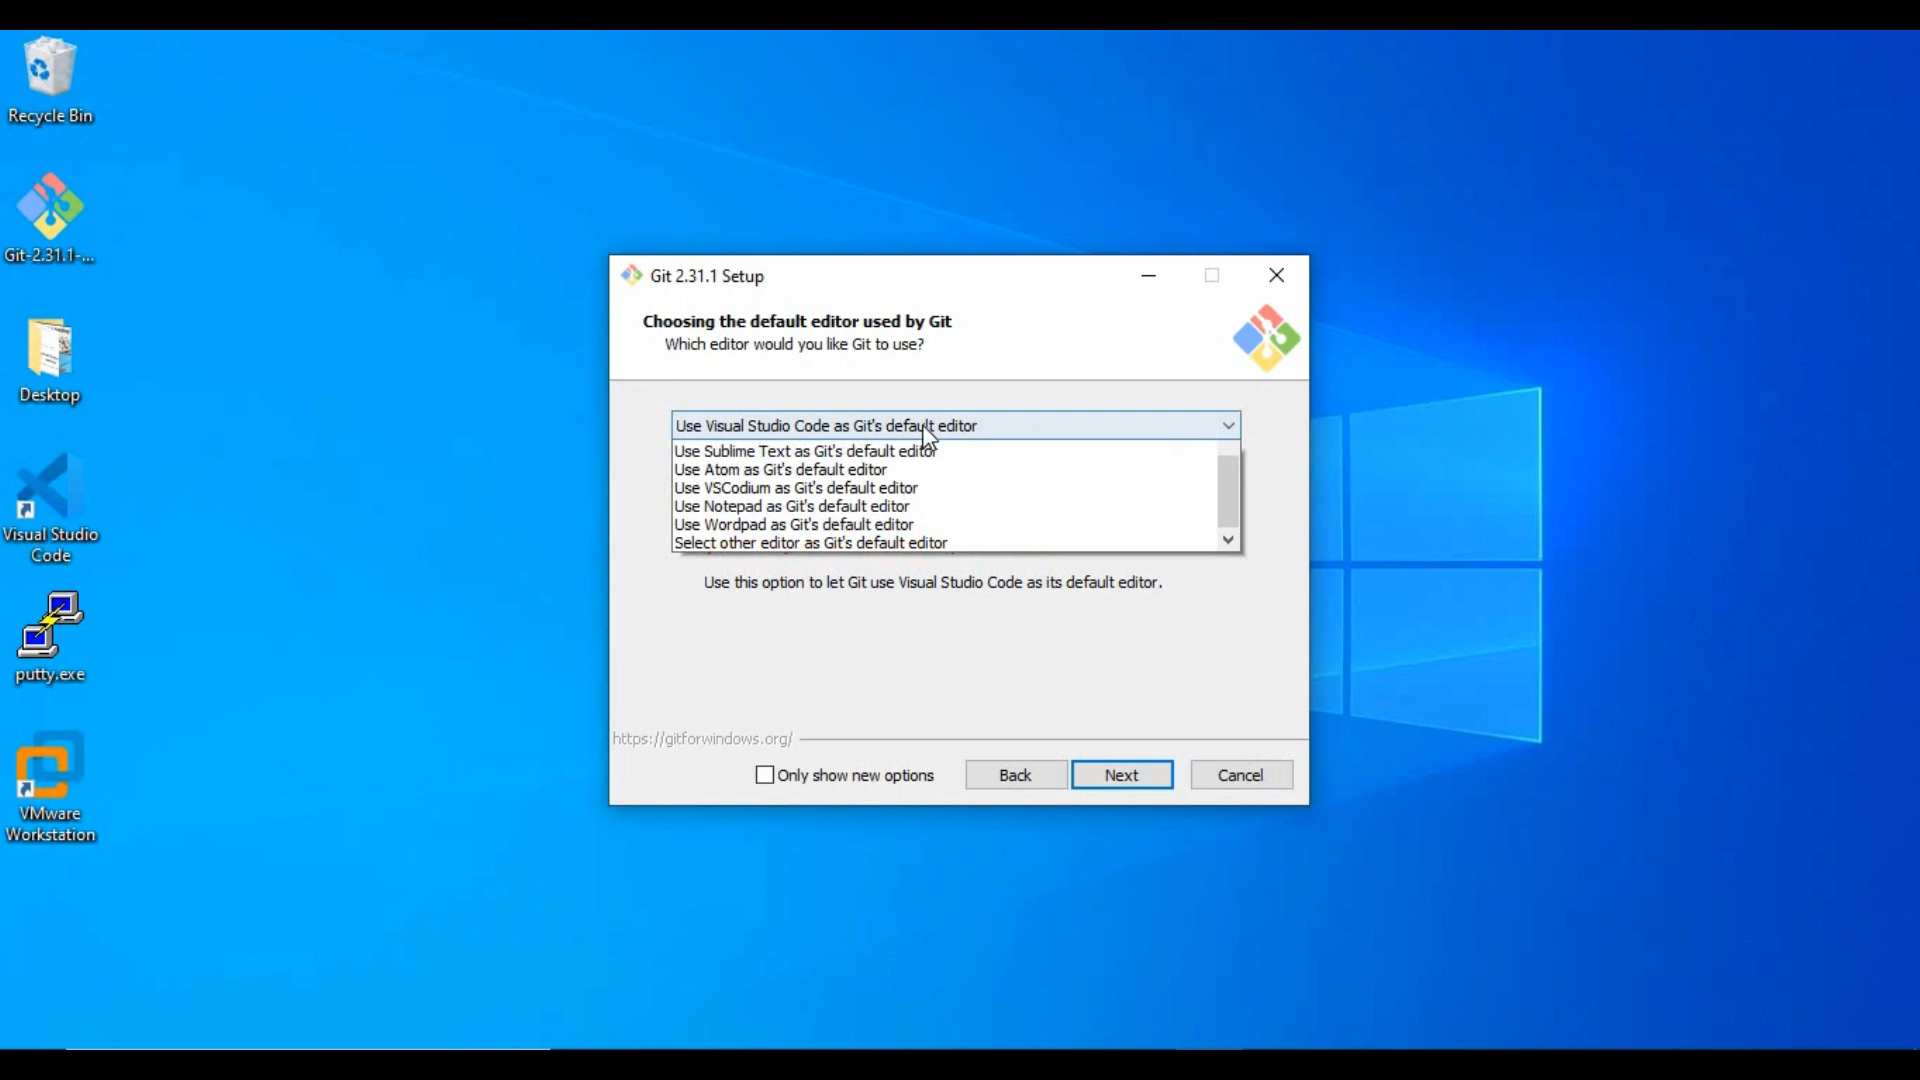 Recycle Bin
Git-2.31.1-...
Desktop
Visual Studio
Code
putty.exe
VMware
Workstation
Git 2.31.1 Setup
Choosing the default editor used by Git
Which editor would you like Git to use?
Use Visual Studio Code as Git's default editor
Use Sublime Text as Git's default editor
Use Atom as Git's default editor
Use VSCodium as Git's default editor
Use Notepad as Git's default editor
Use Wordpad as Git's default editor
Select other editor as Git's default editor
Use this option to let Git use Visual Studio Code as its default editor.
https://gitforwindows.org/
Only show new options
Back
Next
Cancel